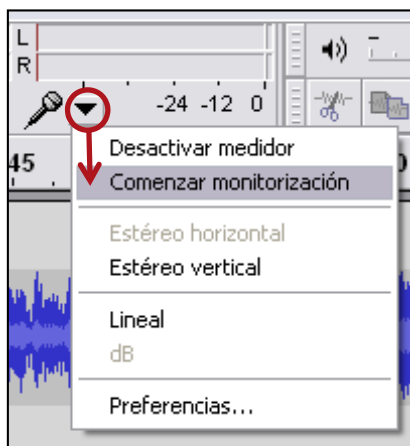 L
R
-24 -12 0
45
Desactivar medidor
Comenzar monitorización
Estéreo horizontal
Estéreo vertical
Lineal
dB
Preferencias...